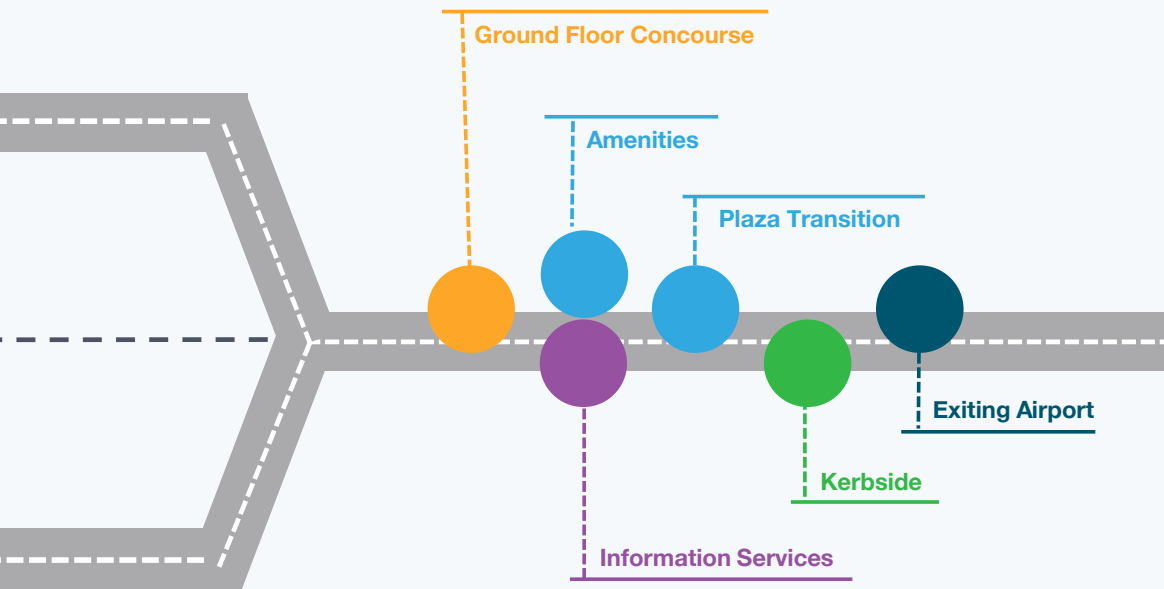 Ground Floor Concourse
Amenities
Plaza Transition
Exiting Airport
Kerbside
Information Services